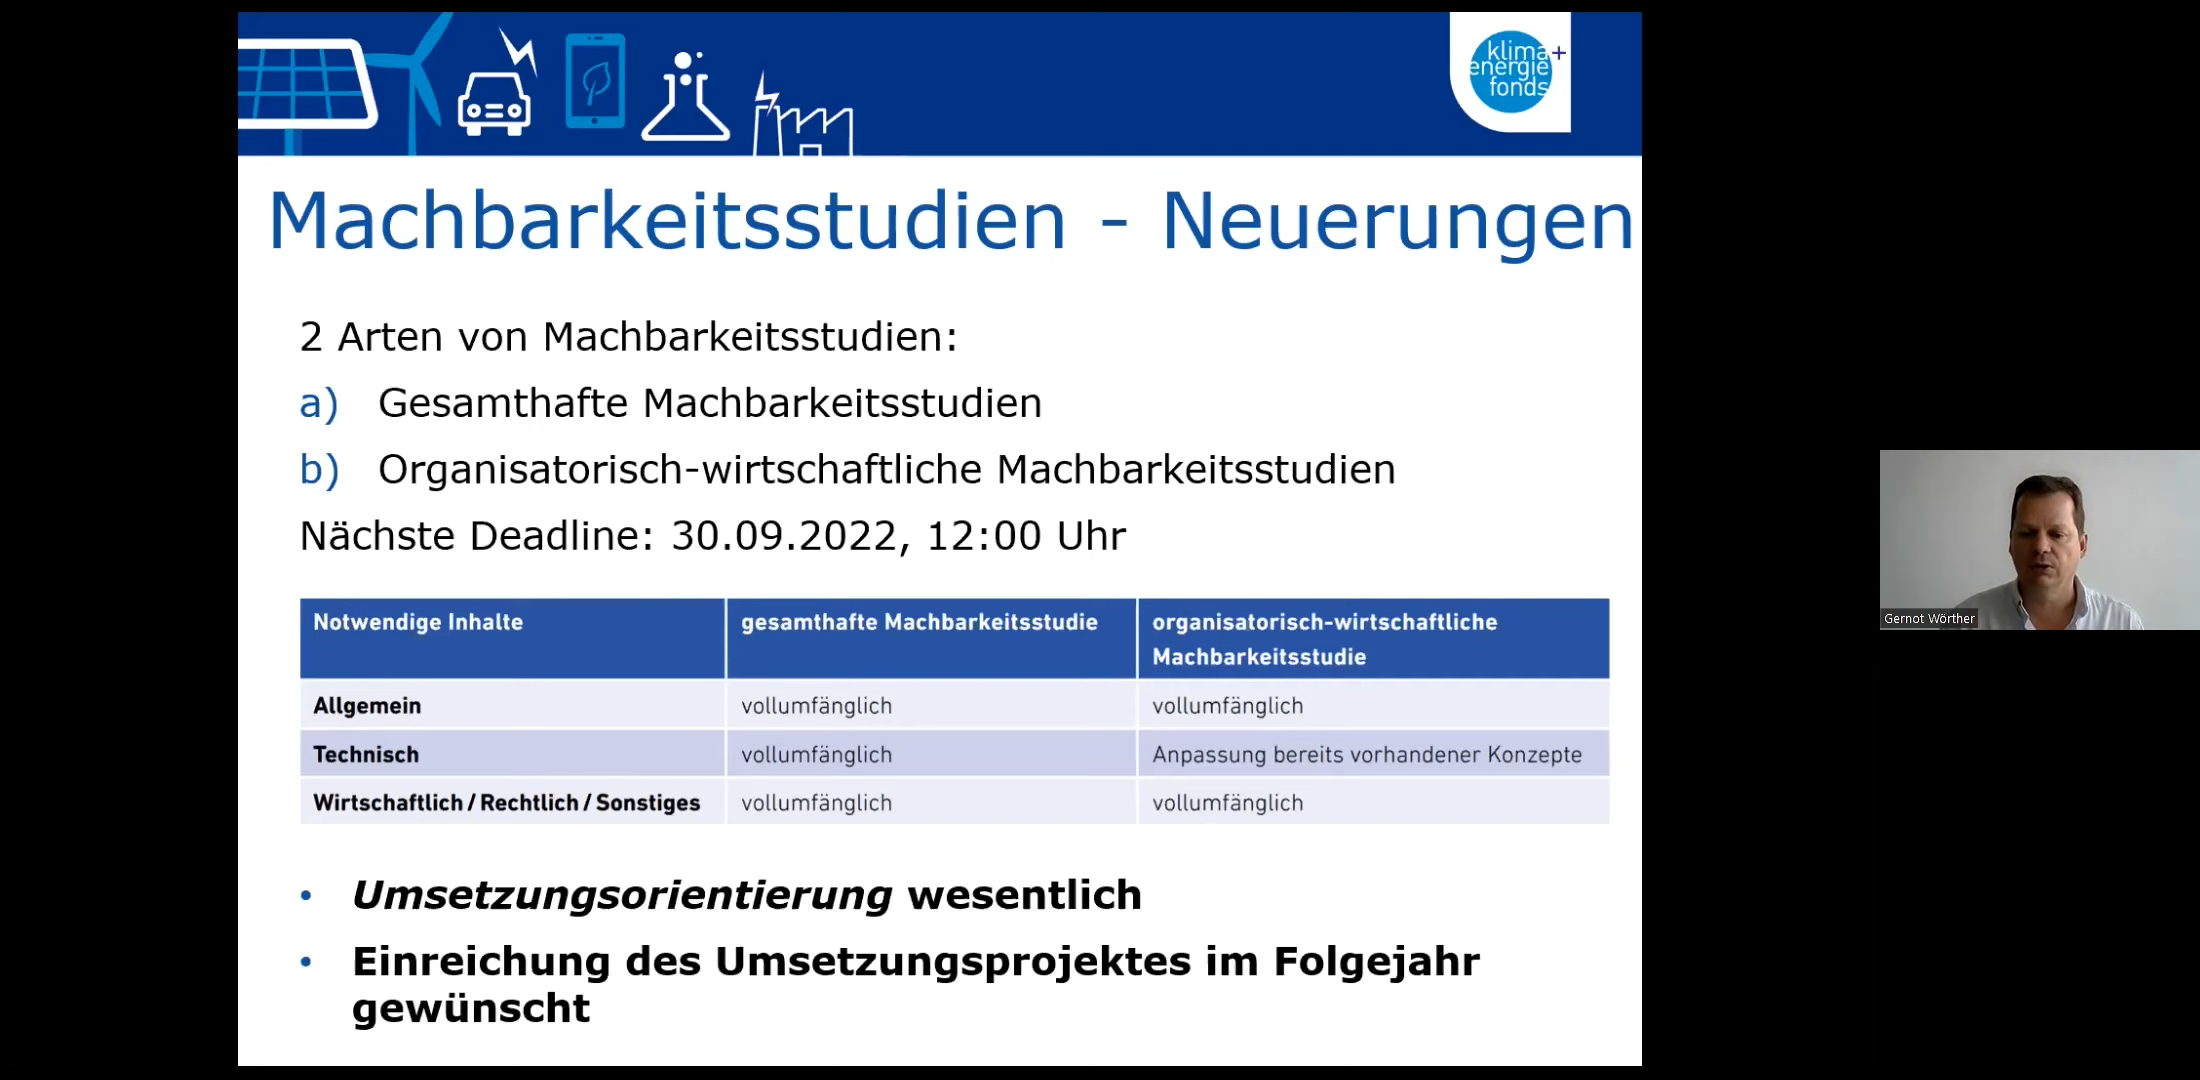 klima+
energie
fonds
Machbarkeitsstudien - Neuerungen
2 Arten von Machbarkeitsstudien:
a) Gesamthafte Machbarkeitsstudien
b) Organisatorisch-wirtschaftliche Machbarkeitsstudien
Nächste Deadline: 30.09.2022, 12:00 Uhr
Notwendige Inhalte gesamthafte Machbarkeitsstudie organisatorisch-wirtschaftliche
Machbarkeitsstudie
Allgemein vollumfänglich vollumfänglich
Technisch vollumfänglich Anpassung bereits vorhandener Konzepte
Wirtschaftlich / Rechtlich / Sonstiges vollumfänglich vollumfänglich
• Umsetzungsorientierung wesentlich
• Einreichung des Umsetzungsprojektes im Folgejahr
gewünscht
Gernot Wörther